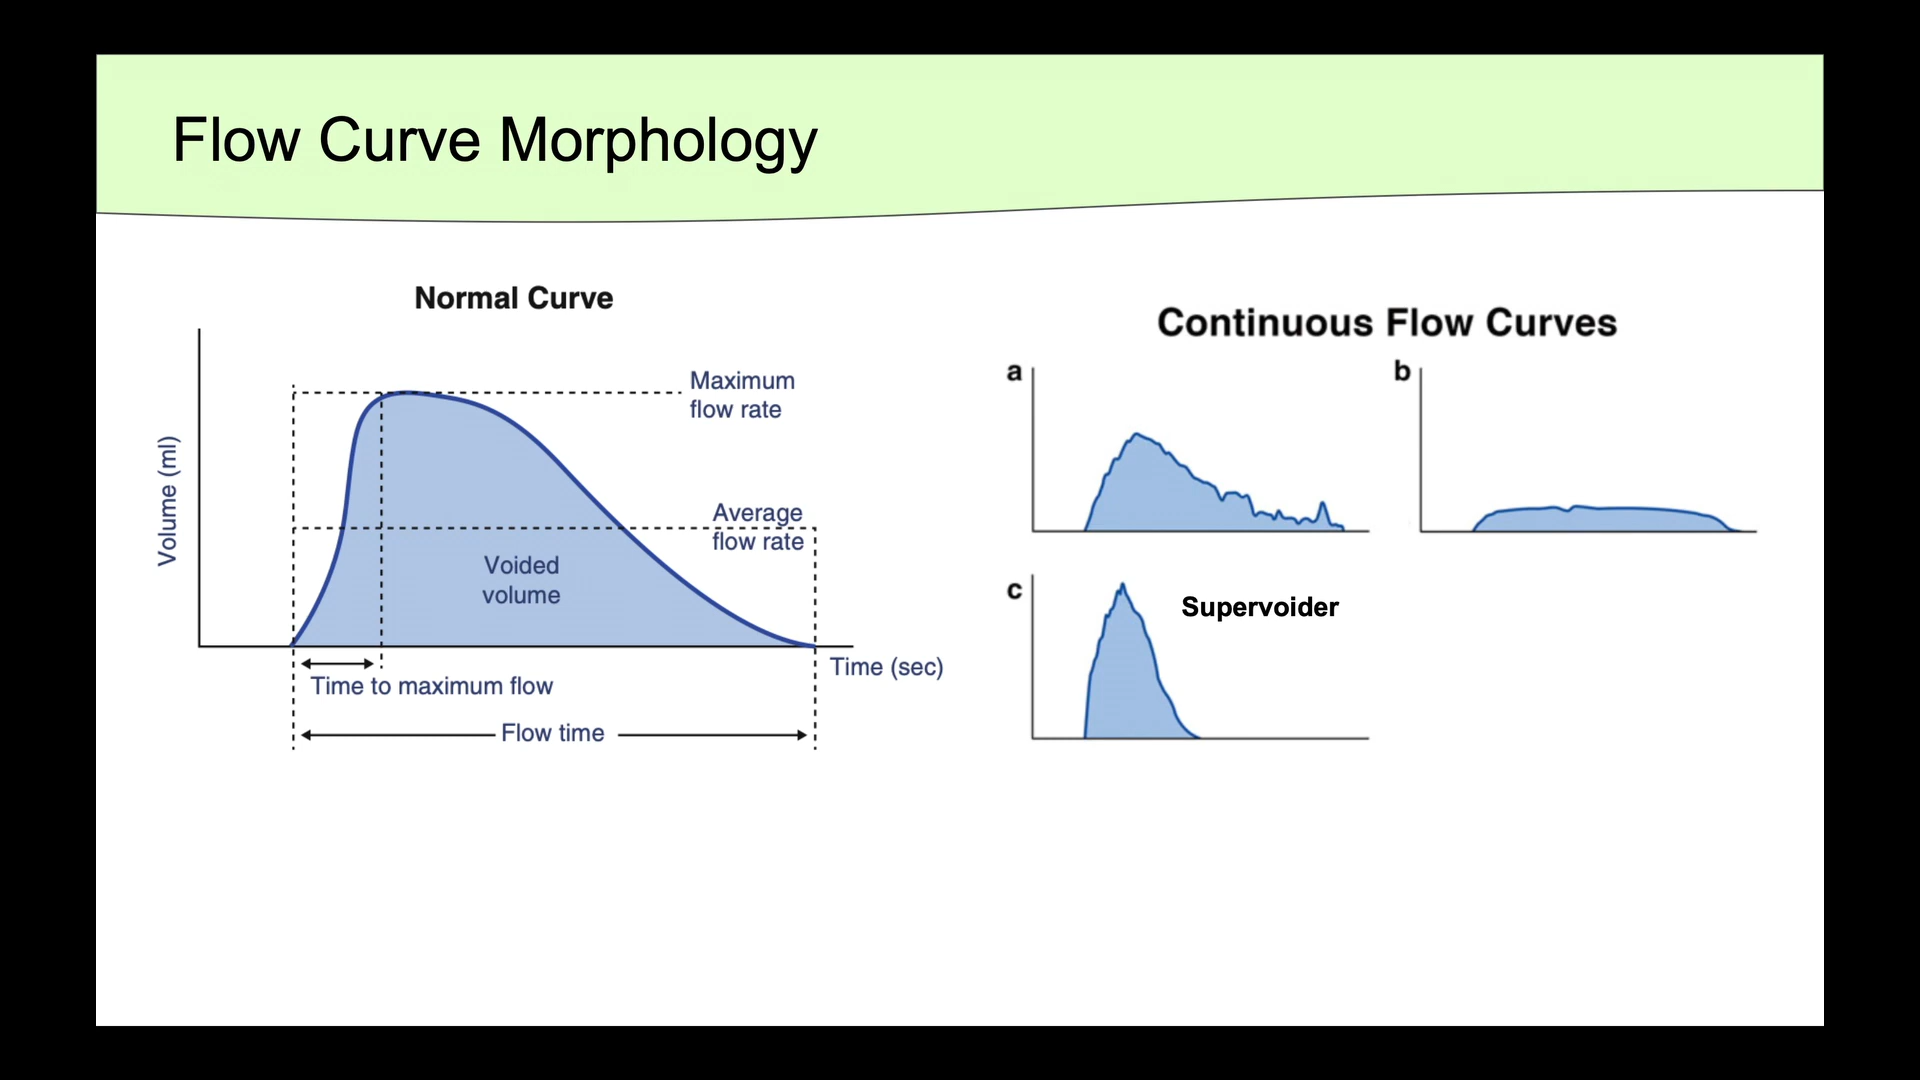 Flow Curve Morphology
Normal Curve
Maximum
flow rate
Average
flow rate
Voided
volume
Volume (ml)
Time (sec)
Time to maximum flow
Flow time
Continuous Flow Curves
a
b
c
Supervoider